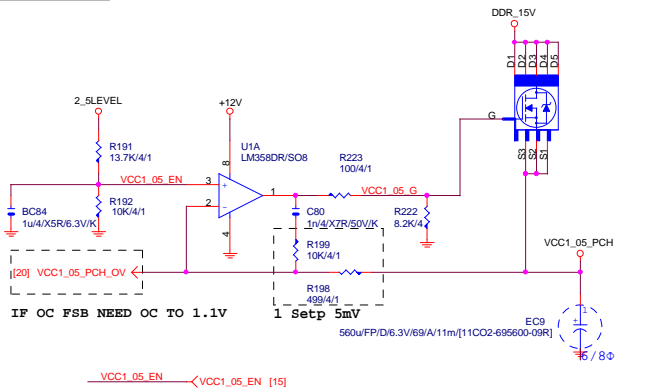 DDR_15V
D1 D2 D3 D4 D5
G
S3 S2 S1
2_5LEVEL
+12V
R191
13.7K/4/1
U1A
LM358DR/SO8
R223
100/4/1
8
VCC1_05_EN
3
+
1
VCC1_05_G
2
-
4
BC84
1u/4/X5R/6.3V/K
R192
10K/4/1
C80
1n/4/X7R/50V/K
R222
8.2K/4
R199
10K/4/1
VCC1_05_PCH
[20] VCC1_05_PCH_OV
R198
499/4/1
IF OC FSB NEED OC TO 1.1V
1 Setp 5mV
1
+
EC9
560u/FP/D/6.3V/69/A/11m/[11CO2-695600-09R]
6/8Φ
VCC1_05_EN
VCC1_05_EN [15]